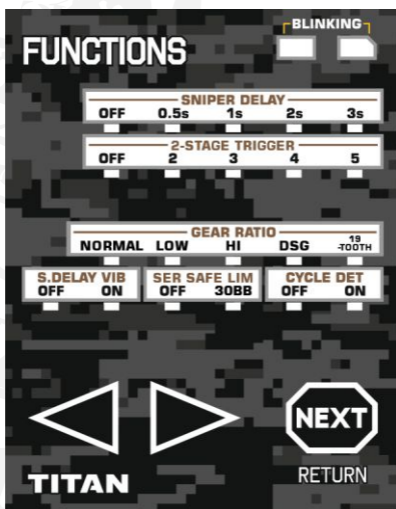 BLINKING
FUNCTIONS
SNIPER DELAY
OFF 0.5s 1s 2s 3s
2-STAGE TRIGGER
OFF 2 3 4 5
GEAR RATIO
NORMAL LOW HI DSG 19-TOOTH
S.DELAY VIB SER SAFE LIM CYCLE DET
OFF ON OFF 30BB OFF ON
NEXT
TITAN RETURN